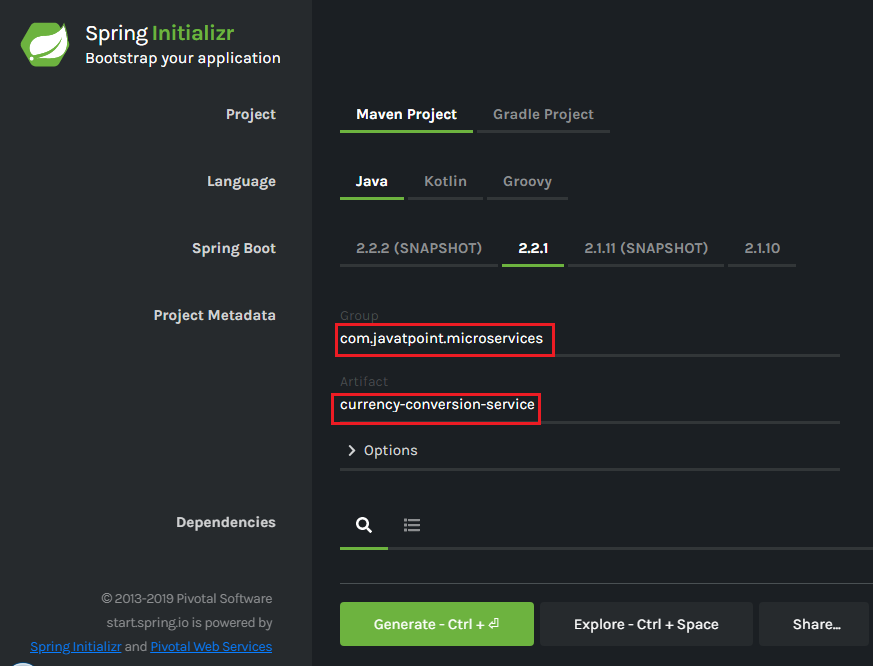 Spring Initializr
Bootstrap your application
Project
Maven Project Gradle Project
Language
Java Kotlin Groovy
Spring Boot
2.2.2 (SNAPSHOT) 2.2.1 2.1.11 (SNAPSHOT) 2.1.10
Project Metadata
Group
com.javatpoint.microservices
Artifact
currency-conversion-service
Options
Dependencies
© 2013-2019 Pivotal Software
start.spring.io is powered by
Spring Initializr and Pivotal Web Services
Generate - Ctrl + ⏎ Explore - Ctrl + Space Share...